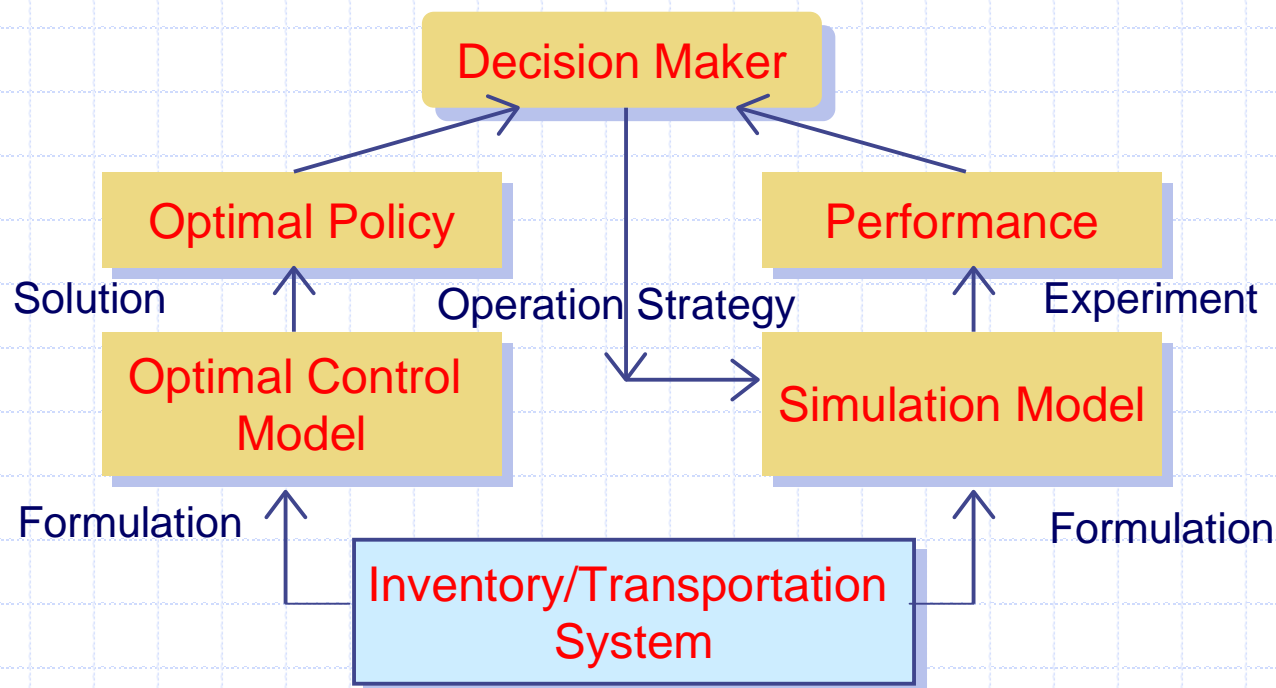 Decision Maker
Optimal Policy
Performance
Solution
Operation Strategy
Experiment
Optimal Control
Model
Simulation Model
Formulation
Formulation
Inventory/Transportation
System